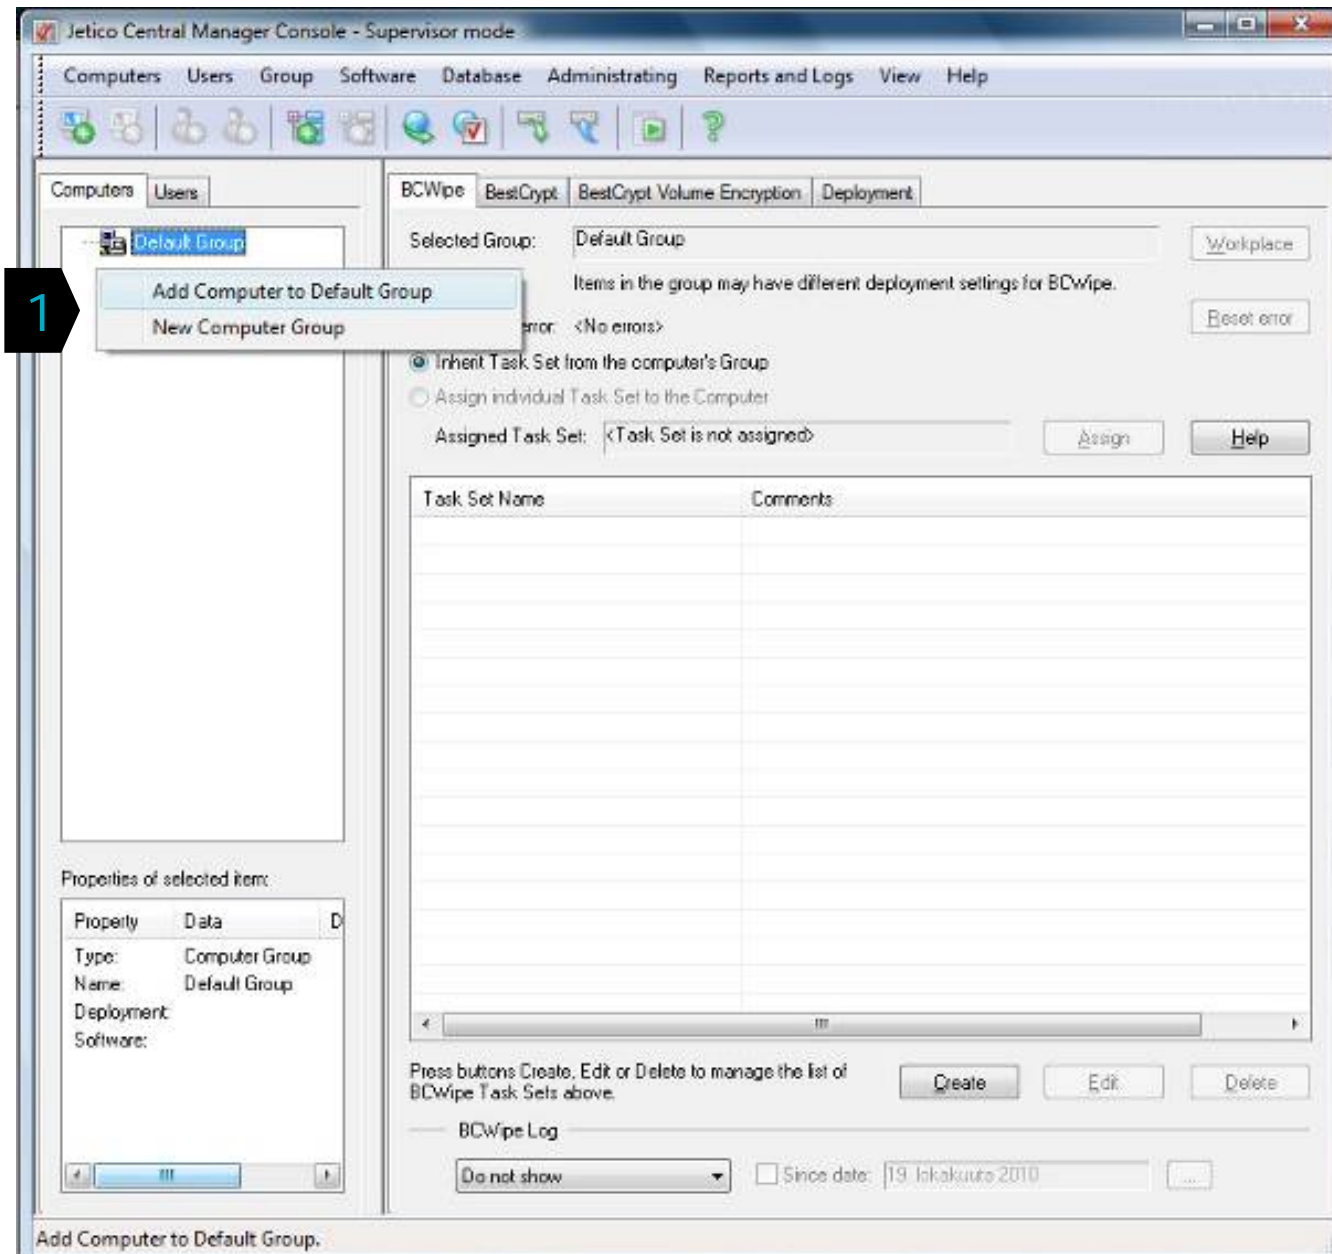 Jetico Central Manager Console - Supervisor mode
Computers Users Group Software Database Administrating Reports and Logs View Help
Computers Users
BCWipe BestCrypt BestCrypt Volume Encryption Deployment
Default Group
Selected Group: Default Group Workplace
1
Add Computer to Default Group
New Computer Group
Items in the group may have different deployment settings for BCWipe.
error: <No errors> Reset error
Inherit Task Set from the computer's Group
Assign individual Task Set to the Computer
Assigned Task Set: <Task Set is not assigned> Assign Help
Task Set Name Comments
Properties of selected item:
Property Data D
Type: Computer Group
Name: Default Group
Deployment:
Software:
Press buttons Create, Edit or Delete to manage the list of
BCWipe Task Sets above.
Create Edit Delete
BCWipe Log
Do not show Since date: 19. lokakuuta 2010 ...
Add Computer to Default Group.